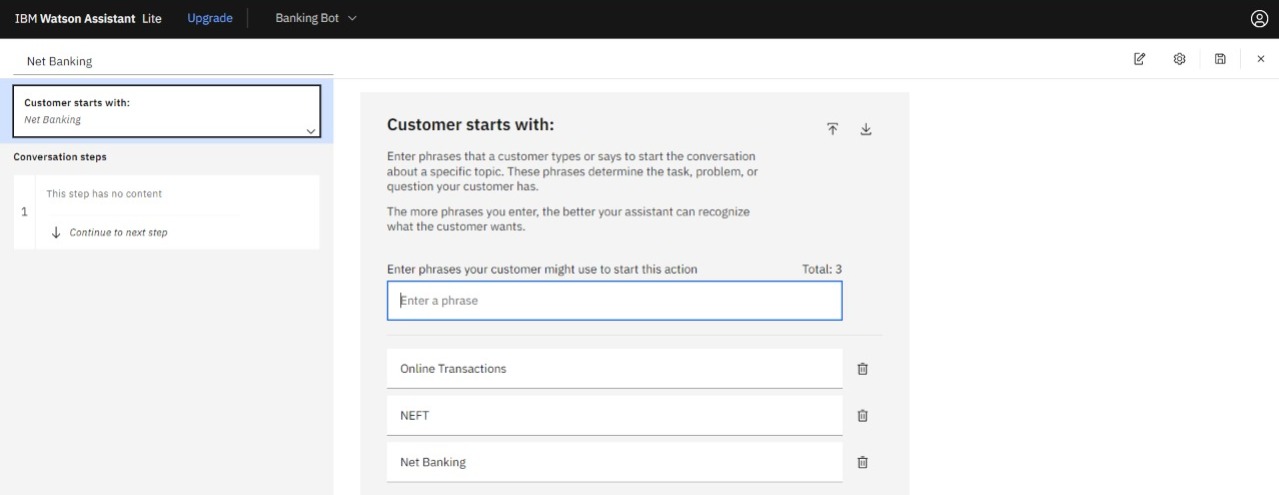 IBM Watson Assistant Lite Upgrade Banking Bot
Net Banking
Customer starts with:
Net Banking
Conversation steps
1
This step has no content
Continue to next step
Customer starts with:
Enter phrases that a customer types or says to start the conversation
about a specific topic. These phrases determine the task, problem, or
question your customer has.
The more phrases you enter, the better your assistant can recognize
what the customer wants.
Enter phrases your customer might use to start this action Total: 3
Enter a phrase
Online Transactions
NEFT
Net Banking